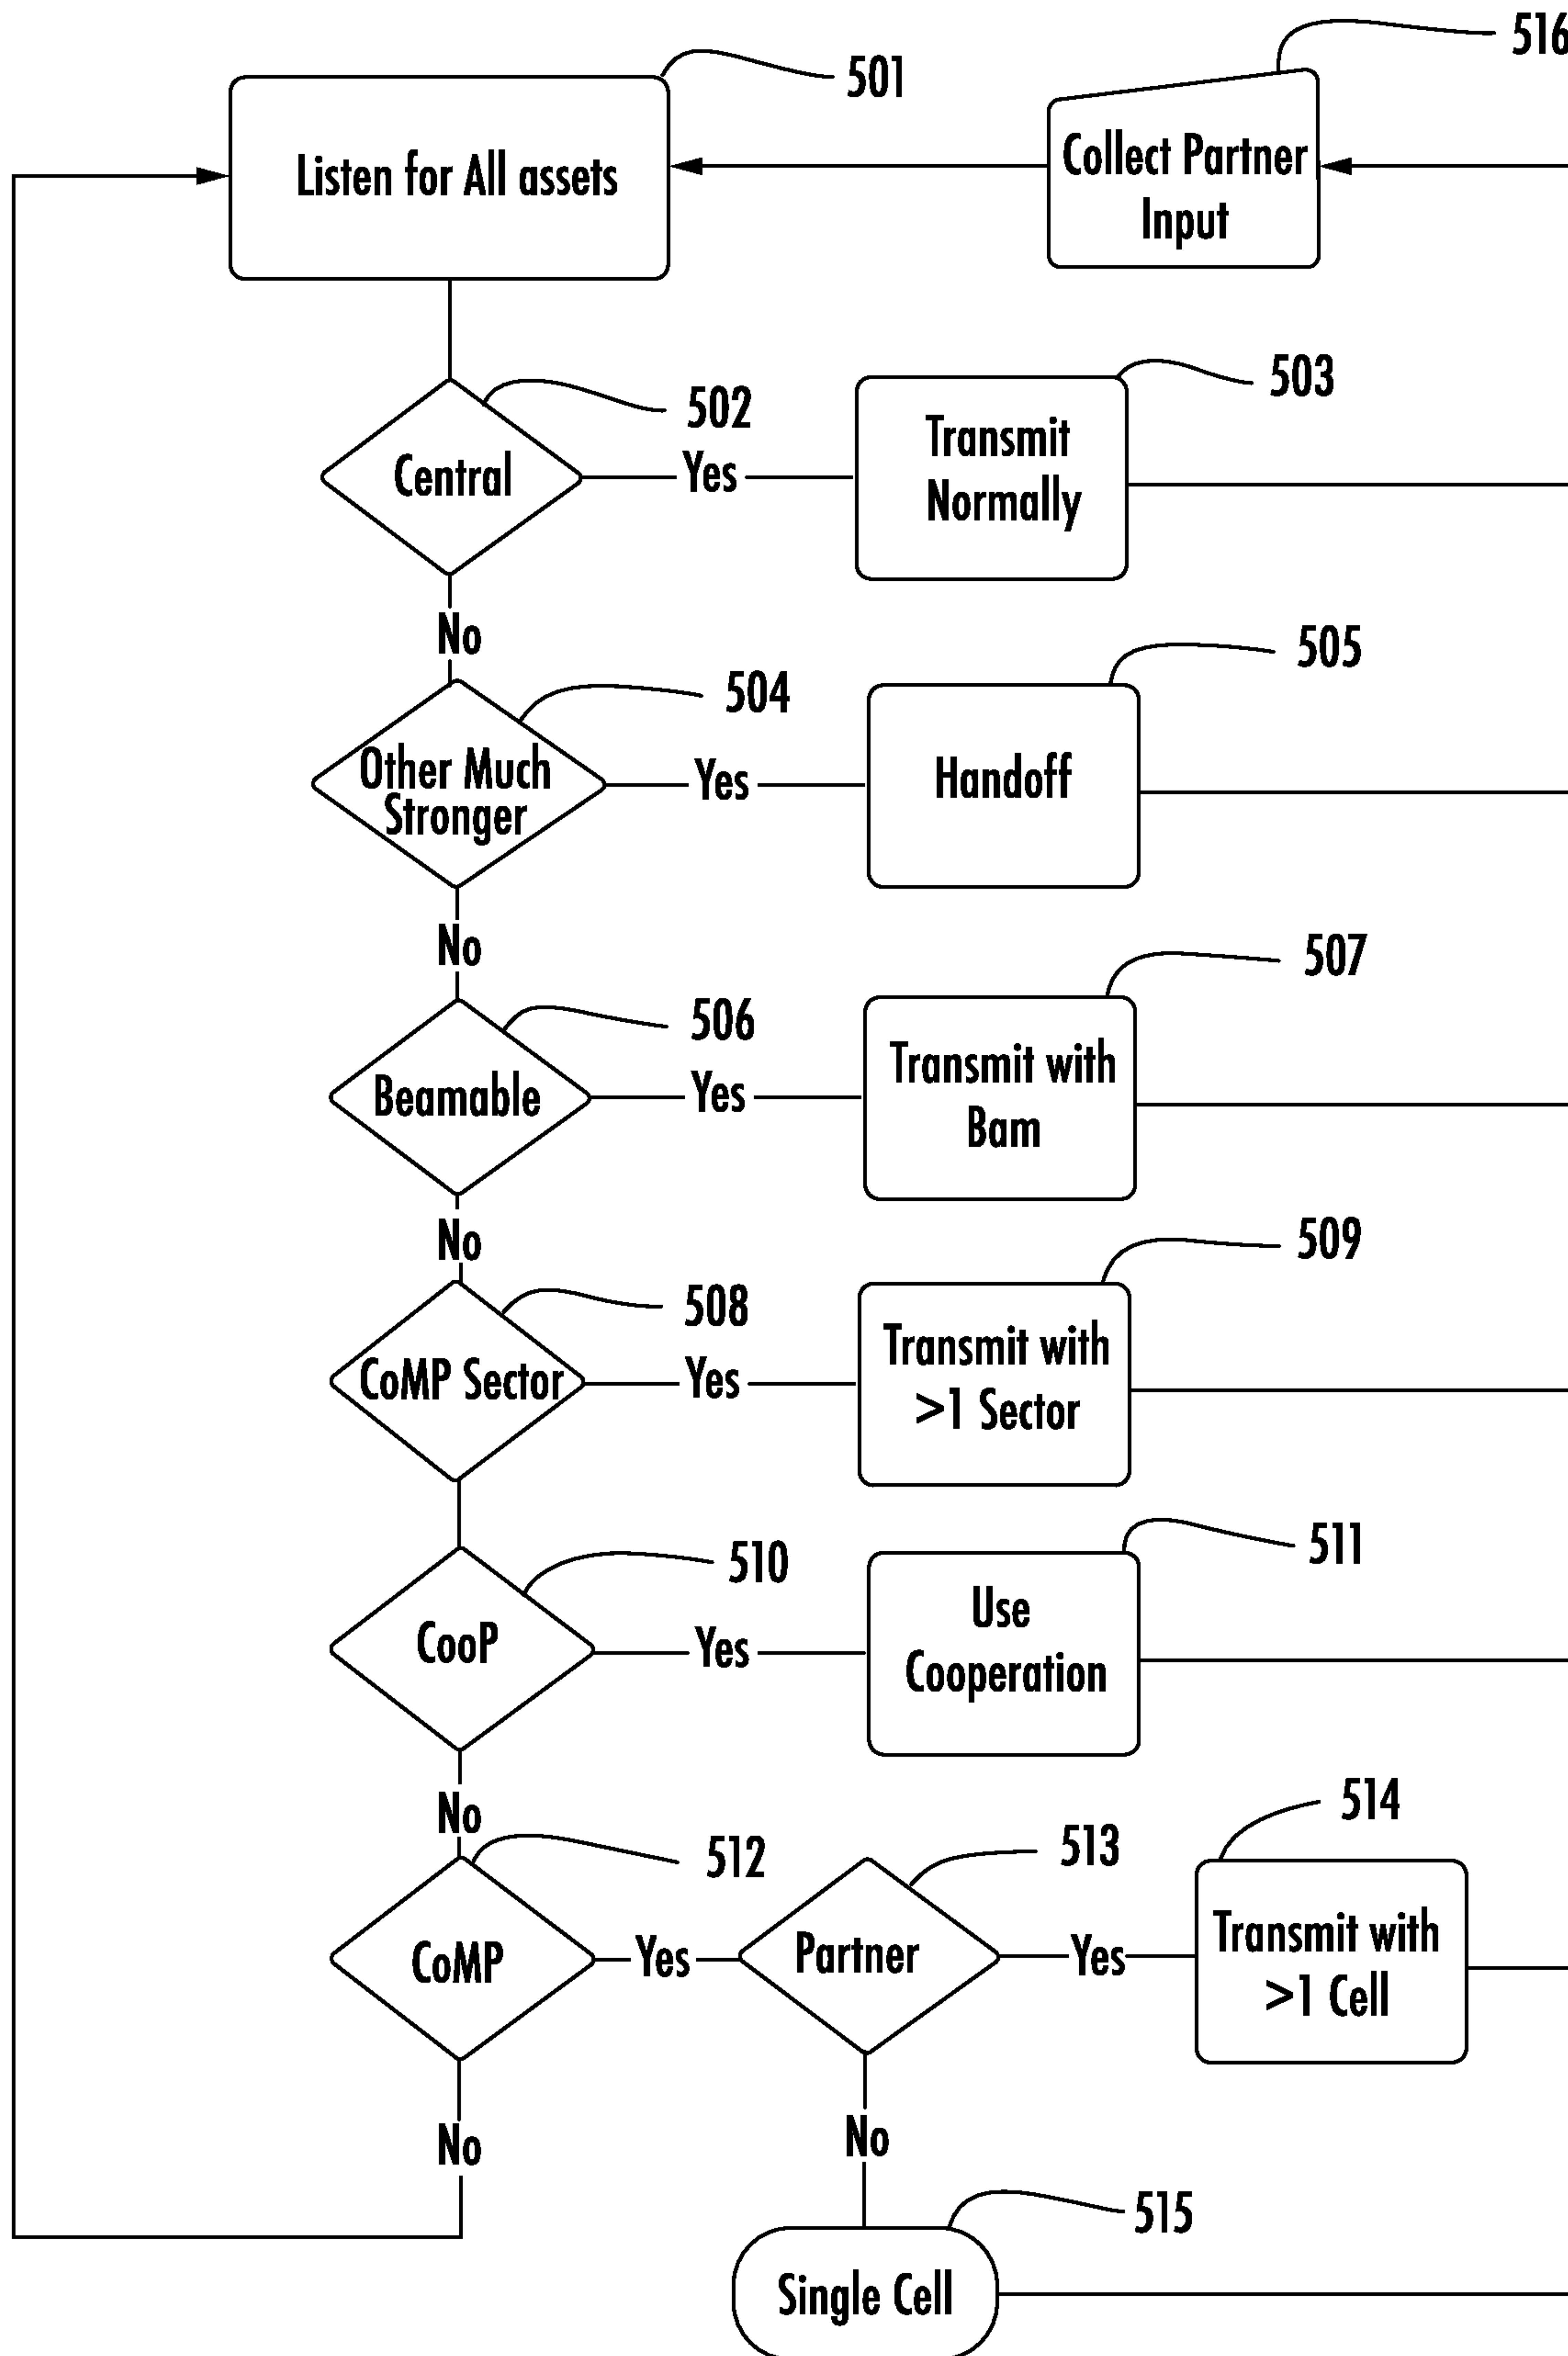 516
501
Listen for All assets
Collect Partner
Input
502
503
Central
Yes
Transmit
Normally
No
504
505
Other Much
Stronger
Yes
Handoff
No
506
507
Beamable
Yes
Transmit with
Bam
No
508
509
CoMP Sector
Yes
Transmit with
>1 Sector
510
511
CooP
Yes
Use
Cooperation
No
512
513
514
CoMP
Yes
Partner
Yes
Transmit with
>1 Cell
No
No
515
Single Cell